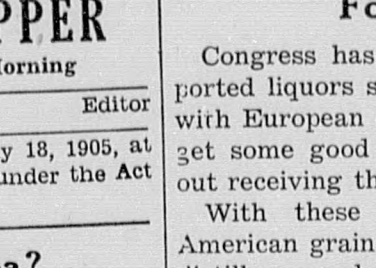 PPER
Morning
Editor
y 18, 1905, at
under the Act
a?
Fo
Congress has
ported liquors s
with European
get some good
out receiving th
With these
American grain